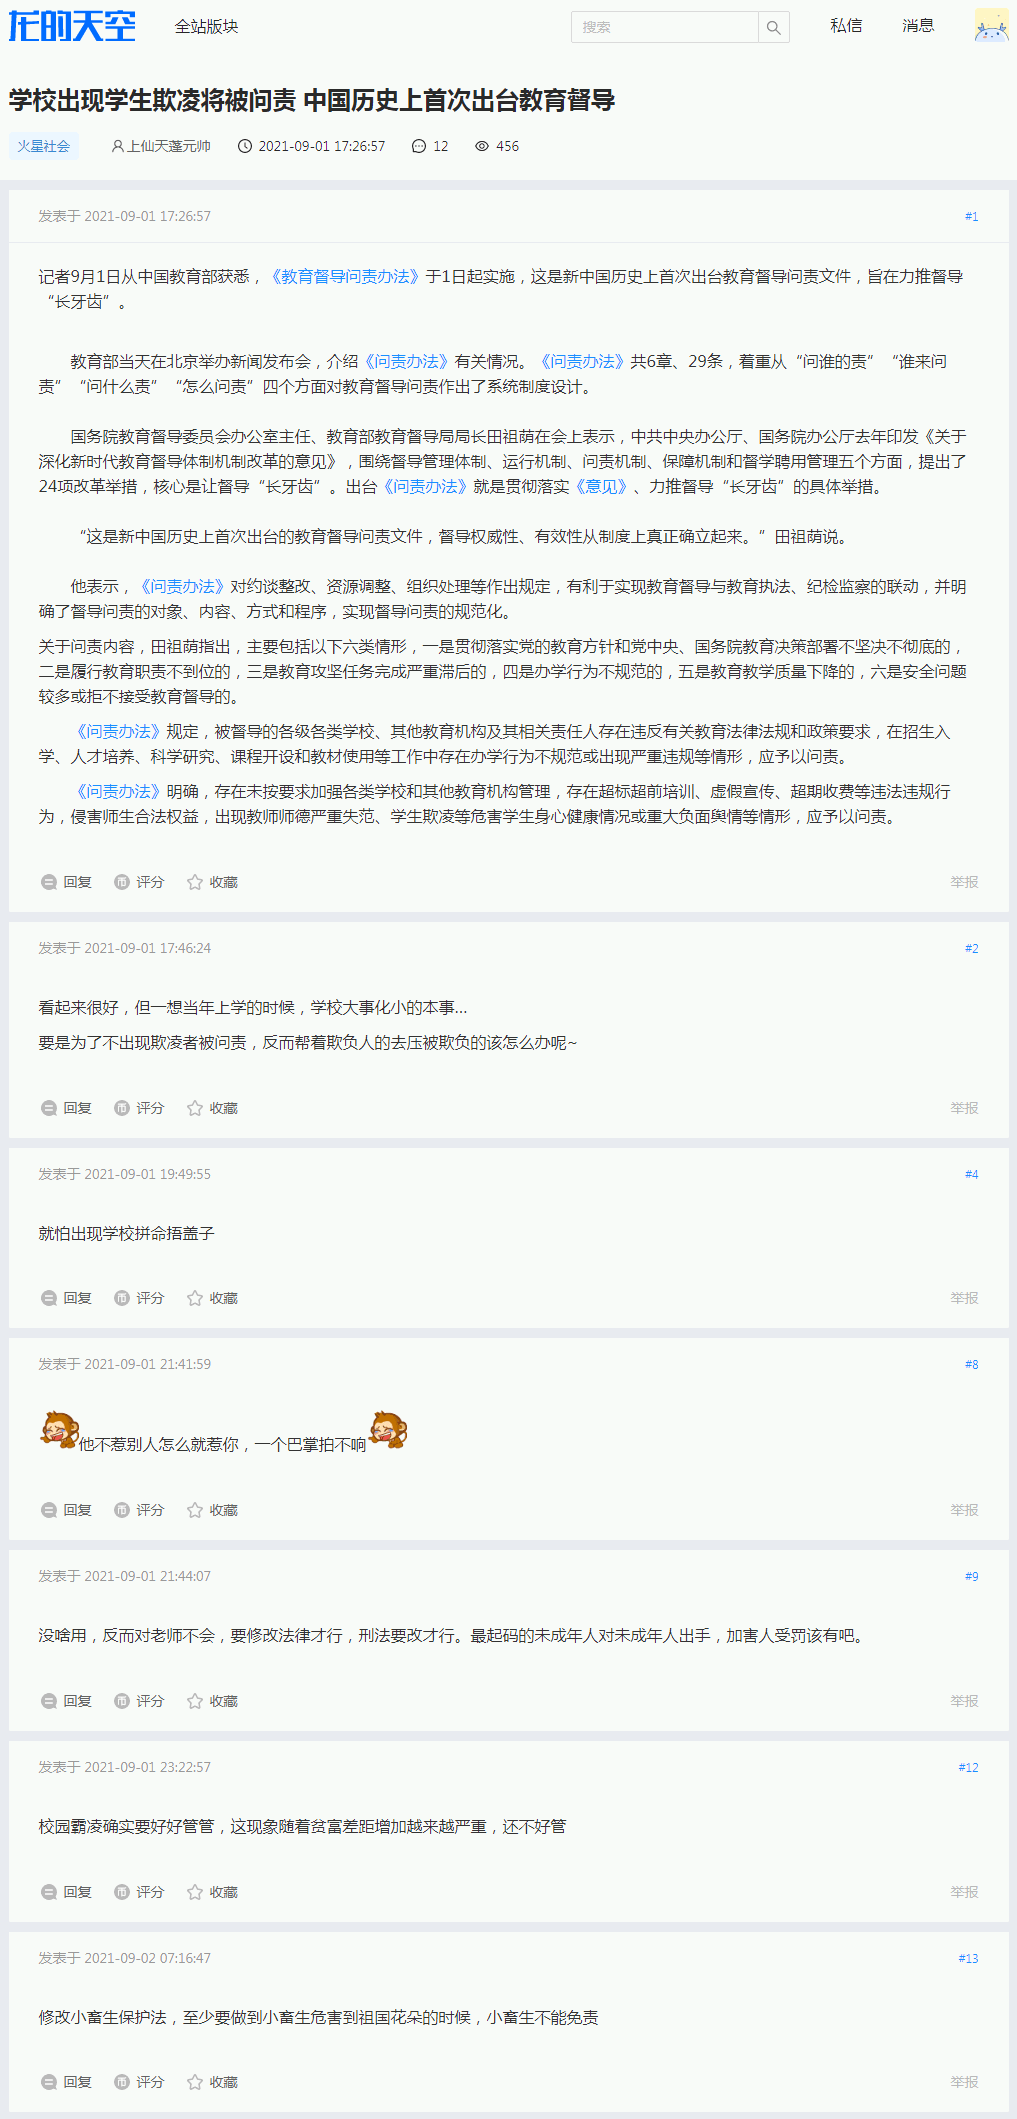 龙的天空
全站版块
搜索
私信
消息
学校出现学生欺凌将被问责 中国历史上首次出台教育督导
火星社会
上仙天蓬元帅
2021-09-01 17:26:57
12
456
发表于 2021-09-01 17:26:57
#1
记者9月1日从中国教育部获悉，《教育督导问责办法》于1日起实施，这是新中国历史上首次出台教育督导问责文件，旨在力推督导
“长牙齿”。
教育部当天在北京举办新闻发布会，介绍《问责办法》有关情况。《问责办法》共6章、29条，着重从“问谁的责”“谁来问
责”“问什么责”“怎么问责”四个方面对教育督导问责作出了系统制度设计。
国务院教育督导委员会办公室主任、教育部教育督导局局长田祖荫在会上表示，中共中央办公厅、国务院办公厅去年印发《关于
深化新时代教育督导体制机制改革的意见》，围绕督导管理体制、运行机制、问责机制、保障机制和督学聘用管理五个方面，提出了
24项改革举措，核心是让督导“长牙齿”。出台《问责办法》就是贯彻落实《意见》、力推督导“长牙齿”的具体举措。
“这是新中国历史上首次出台的教育督导问责文件，督导权威性、有效性从制度上真正确立起来。”田祖荫说。
他表示，《问责办法》对约谈整改、资源调整、组织处理等作出规定，有利于实现教育督导与教育执法、纪检监察的联动，并明
确了督导问责的对象、内容、方式和程序，实现督导问责的规范化。
关于问责内容，田祖荫指出，主要包括以下六类情形，一是贯彻落实党的教育方针和党中央、国务院教育决策部署不坚决不彻底的，
二是履行教育职责不到位的，三是教育攻坚任务完成严重滞后的，四是办学行为不规范的，五是教育教学质量下降的，六是安全问题
较多或拒不接受教育督导的。
《问责办法》规定，被督导的各级各类学校、其他教育机构及其相关责任人存在违反有关教育法律法规和政策要求，在招生入
学、人才培养、科学研究、课程开设和教材使用等工作中存在办学行为不规范或出现严重违规等情形，应予以问责。
《问责办法》明确，存在未按要求加强各类学校和其他教育机构管理，存在超标超前培训、虚假宣传、超期收费等违法违规行
为，侵害师生合法权益，出现教师师德严重失范、学生欺凌等危害学生身心健康情况或重大负面舆情等情形，应予以问责。
回复
评分
收藏
举报
发表于 2021-09-01 17:46:24
#2
看起来很好，但一想当年上学的时候，学校大事化小的本事...
要是为了不出现欺凌者被问责，反而帮着欺负人的去压被欺负的该怎么办呢~
回复
评分
收藏
举报
发表于 2021-09-01 19:49:55
#4
就怕出现学校拼命捂盖子
回复
评分
收藏
举报
发表于 2021-09-01 21:41:59
#8
他不惹别人怎么就惹你，一个巴掌拍不响
回复
评分
收藏
举报
发表于 2021-09-01 21:44:07
#9
没啥用，反而对老师不会，要修改法律才行，刑法要改才行。最起码的未成年人对未成年人出手，加害人受罚该有吧。
回复
评分
收藏
举报
发表于 2021-09-01 23:22:57
#12
校园霸凌确实要好好管管，这现象随着贫富差距增加越来越严重，还不好管
回复
评分
收藏
举报
发表于 2021-09-02 07:16:47
#13
修改小畜生保护法，至少要做到小畜生危害到祖国花朵的时候，小畜生不能免责
回复
评分
收藏
举报